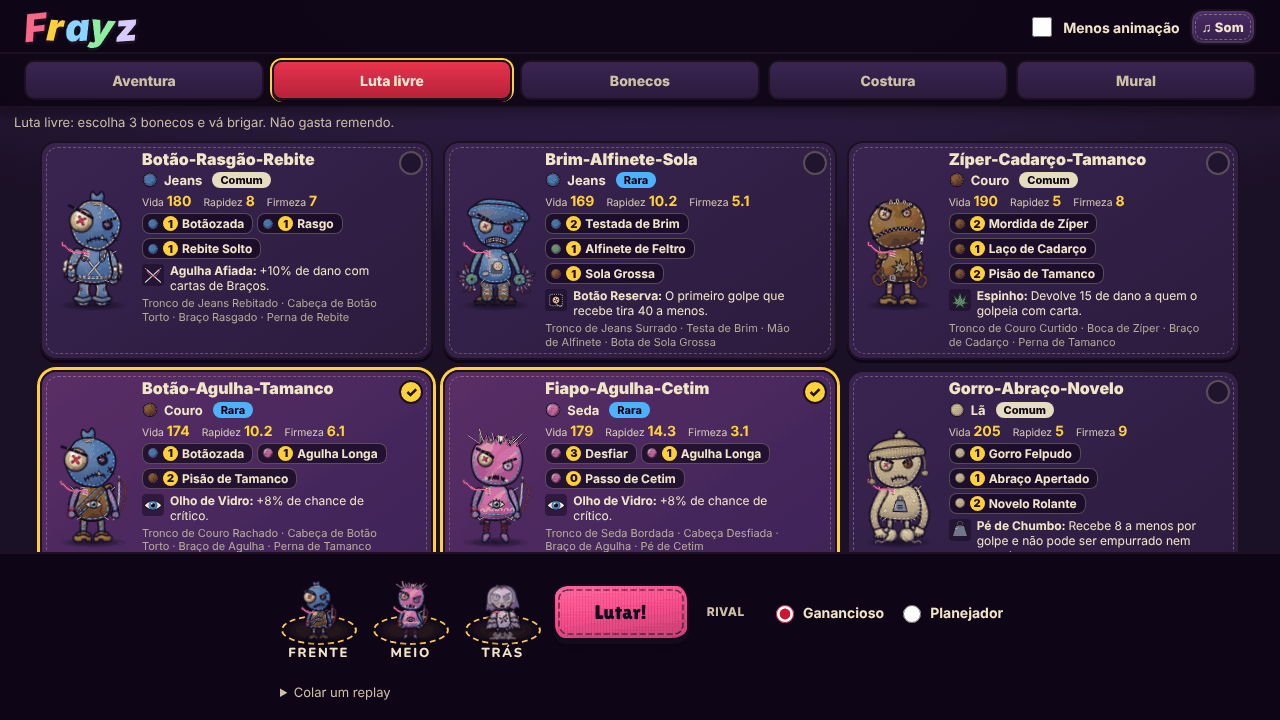 Frayz
Menos animação
♫ Som
Aventura
Luta livre
Bonecos
Costura
Mural
Luta livre: escolha 3 bonecos e vá brigar. Não gasta remendo.
Botão-Rasgão-Rebite
Jeans Comum
Vida 180 Rapidez 8 Firmeza 7
1 Botãozada 1 Rasgo
1 Rebite Solto
Agulha Afiada: +10% de dano com
cartas de Braços.
Tronco de Jeans Rebitado · Cabeça de Botão
Torto · Braço Rasgado · Perna de Rebite
Brim-Alfinete-Sola
Jeans Rara
Vida 169 Rapidez 10.2 Firmeza 5.1
2 Testada de Brim
1 Alfinete de Feltro
1 Sola Grossa
Botão Reserva: O primeiro golpe que
recebe tira 40 a menos.
Tronco de Jeans Surrado · Testa de Brim · Mão
de Alfinete · Bota de Sola Grossa
Zíper-Cadarço-Tamanco
Couro Comum
Vida 190 Rapidez 5 Firmeza 8
2 Mordida de Zíper
1 Laço de Cadarço
2 Pisão de Tamanco
Espinho: Devolve 15 de dano a quem o
golpeia com carta.
Tronco de Couro Curtido · Boca de Zíper · Braço
de Cadarço · Perna de Tamanco
Botão-Agulha-Tamanco
Couro Rara
Vida 174 Rapidez 10.2 Firmeza 6.1
1 Botãozada 1 Agulha Longa
2 Pisão de Tamanco
Olho de Vidro: +8% de chance de
crítico.
Tronco de Couro Rachado · Cabeça de Botão
Torto · Braço de Agulha · Perna de Tamanco
Fiapo-Agulha-Cetim
Seda Rara
Vida 179 Rapidez 14.3 Firmeza 3.1
3 Desfiar 1 Agulha Longa
0 Passo de Cetim
Olho de Vidro: +8% de chance de
crítico.
Tronco de Seda Bordada · Cabeça Desfiada ·
Braço de Agulha · Pé de Cetim
Gorro-Abraço-Novelo
Lã Comum
Vida 205 Rapidez 5 Firmeza 9
1 Gorro Felpudo
1 Abraço Apertado
2 Novelo Rolante
Pé de Chumbo: Recebe 8 a menos por
golpe e não pode ser empurrado nem
FRENTE
MEIO
TRÁS
Lutar!
RIVAL
Ganancioso
Planejador
Colar um replay